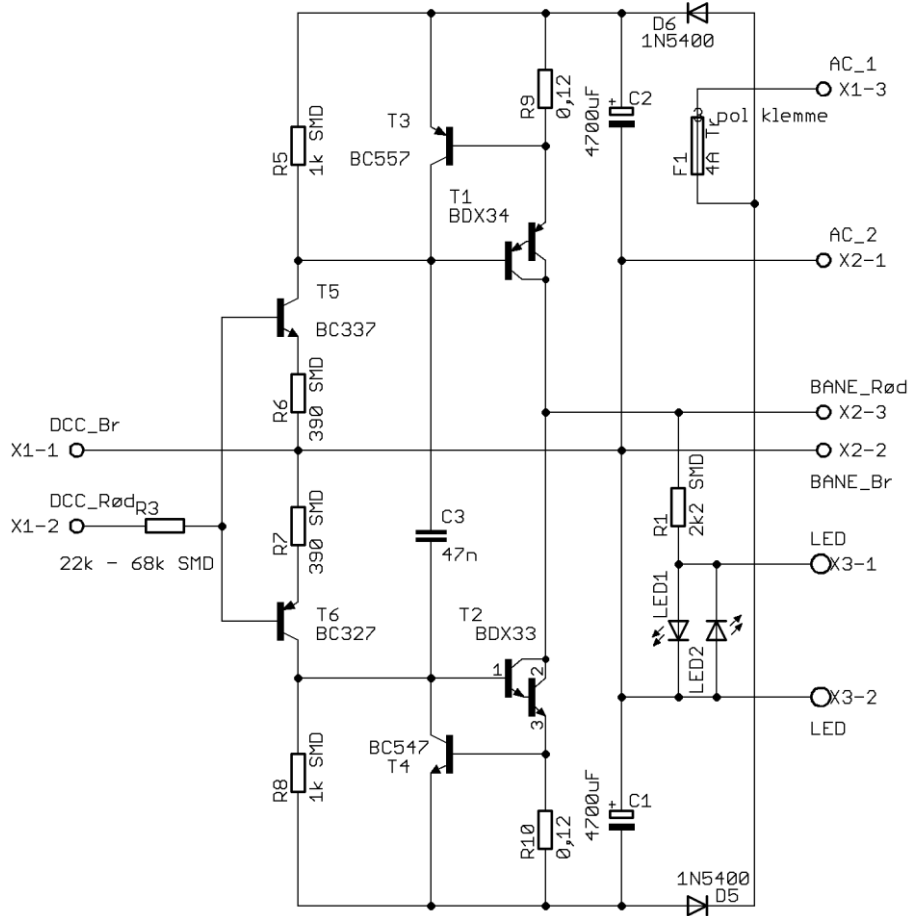 D6
1N5400
AC_1
X1-3
3 pol klemme
F1
4A Tr
R9
0,12
C2
+
4700uF
T3
BC557
R5
1k SMD
T1
BDX34
AC_2
X2-1
T5
BC337
R6
390 SMD
BANE_Rød
X2-3
DCC_Br
X1-1
X2-2
BANE_Br
DCC_Rød
X1-2
R3
22k - 68k SMD
R7
390 SMD
C3
47n
R1
2k2 SMD
LED
X3-1
T6
BC327
T2
BDX33
1
2
3
LED1
LED2
X3-2
LED
BC547
T4
R8
1k SMD
R10
0,12
C1
+
4700uF
1N5400
D5